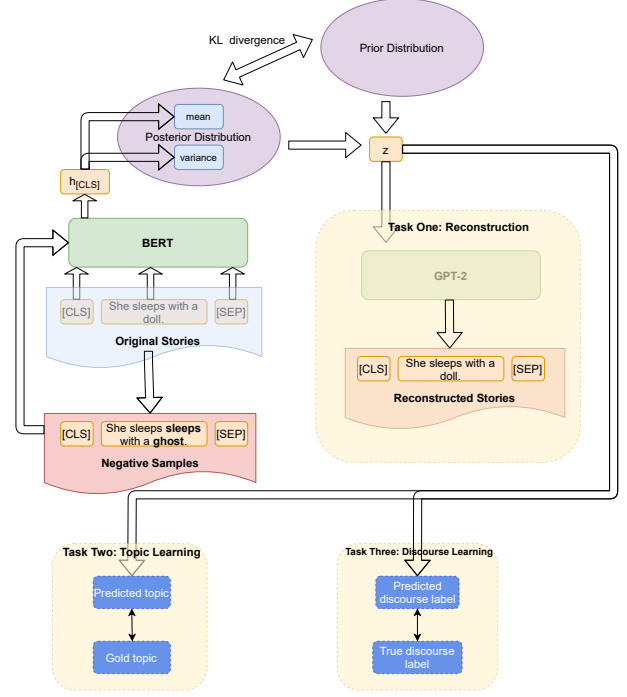 KL divergence
Prior Distribution
mean
Posterior Distribution
variance
z
h[CLS]
BERT
[CLS]
She sleeps with a
doll.
[SEP]
Original Stories
[CLS]
She sleeps sleeps
with a ghost.
[SEP]
Negative Samples
Task One: Reconstruction
GPT-2
[CLS]
She sleeps with a
doll.
[SEP]
Reconstructed Stories
Task Two: Topic Learning
Predicted topic
Gold topic
Task Three: Discourse Learning
Predicted
discourse label
True discourse
label